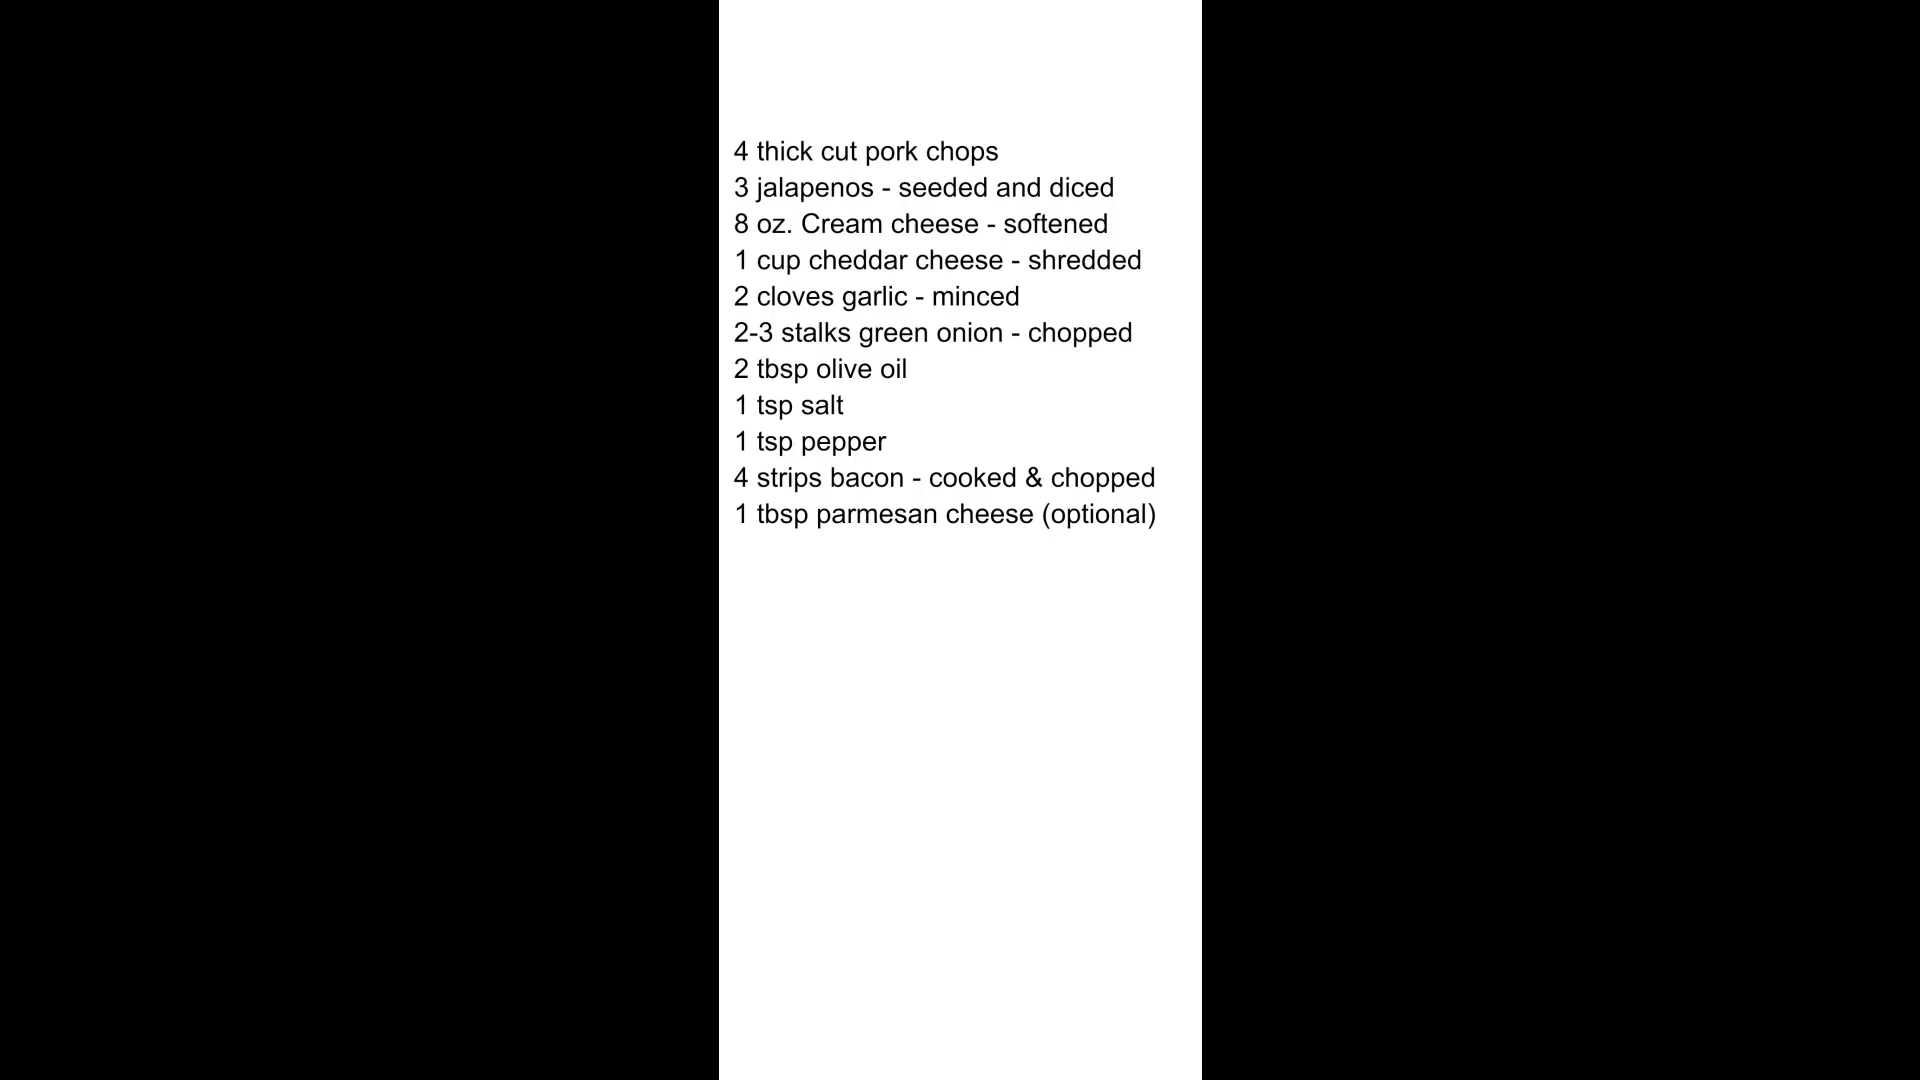 4 thick cut pork chops
3 jalapenos - seeded and diced
8 oz. Cream cheese - softened
1 cup cheddar cheese - shredded
2 cloves garlic - minced
2-3 stalks green onion - chopped
2 tbsp olive oil
1 tsp salt
1 tsp pepper
4 strips bacon - cooked & chopped
1 tbsp parmesan cheese (optional)